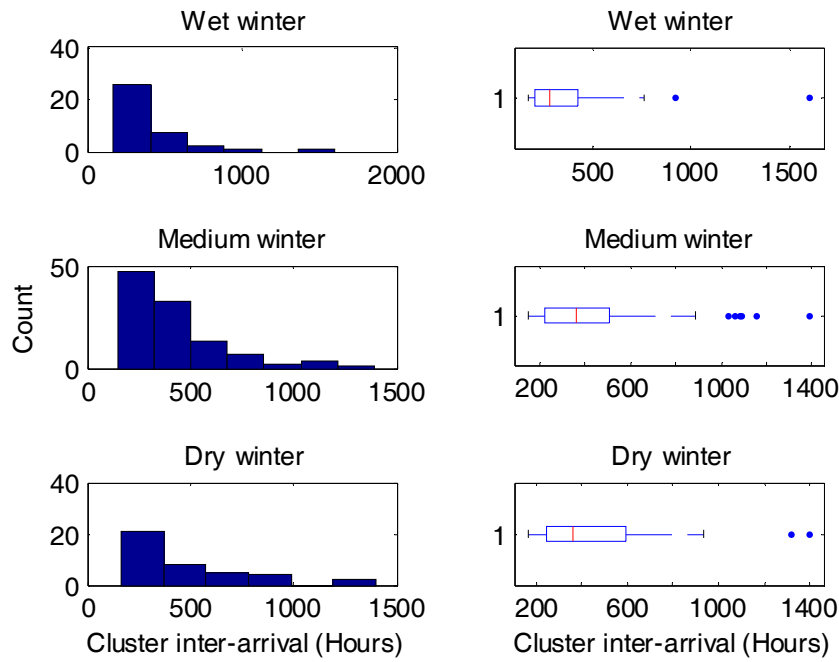 Wet winter
40
20
0
0 1000 2000
Wet winter
1
500 1000 1500
Medium winter
Count
50
0
0 500 1000 1500
Medium winter
1
200 600 1000 1400
Dry winter
40
20
0
0 500 1000 1500
Cluster inter-arrival (Hours)
Dry winter
1
200 600 1000 1400
Cluster inter-arrival (Hours)